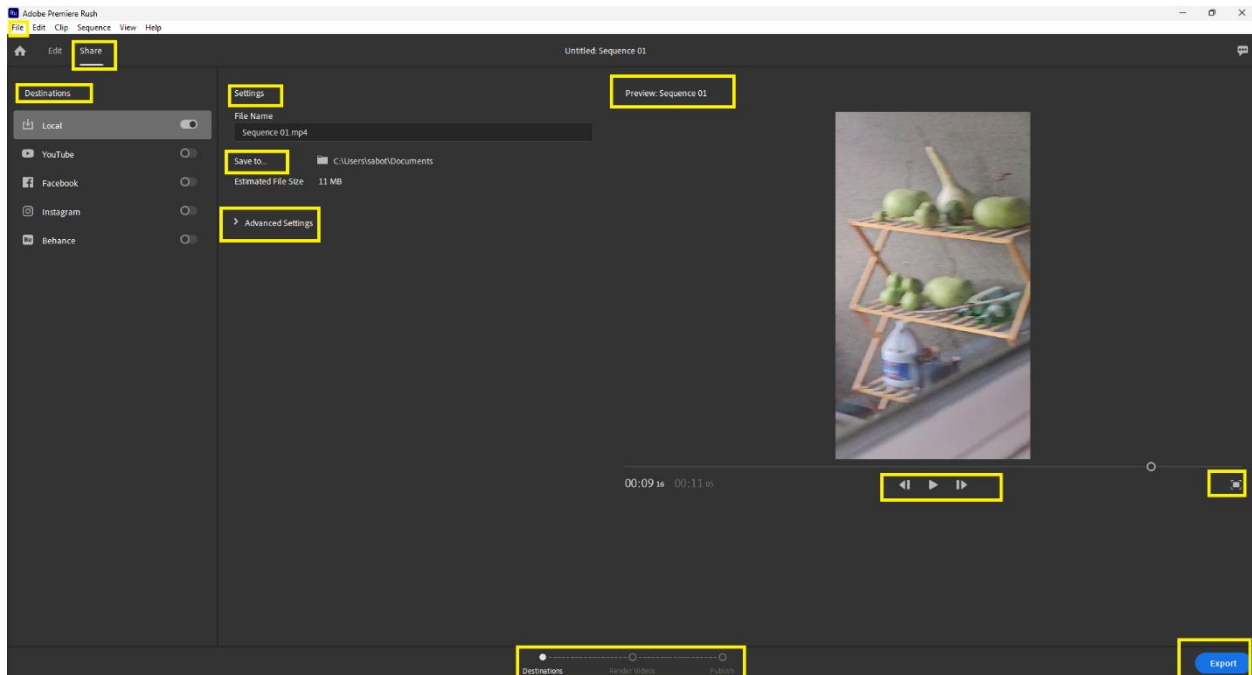 Ru Adobe Premiere Rush
File Edit Clip Sequence View Help
Edit Share
Untitled: Sequence 01
Destinations
Local
YouTube
Facebook
Instagram
Behance
Settings
File Name
Sequence 01.mp4
Save to... C:\Users\sabot\Documents
Estimated File Size 11 MB
Advanced Settings
Preview: Sequence 01
00:09 16 00:11 05
Destinations Render Videos Publish
Export